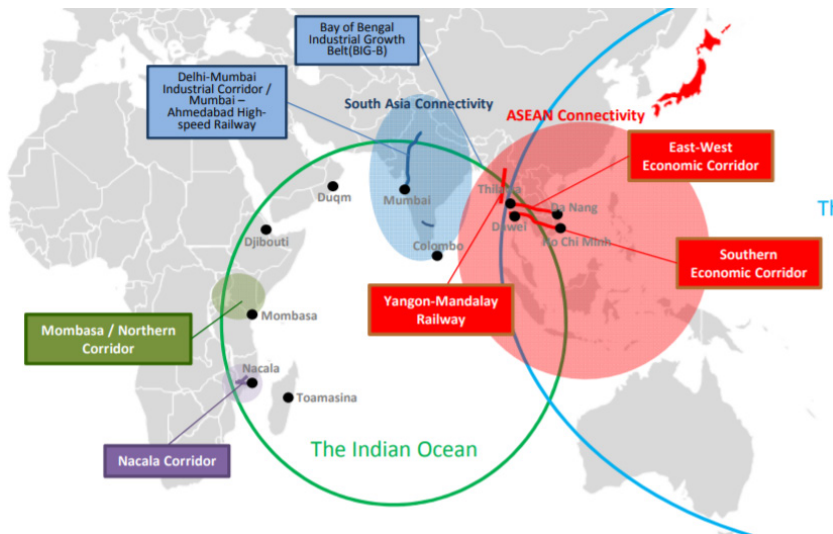 Bay of Bengal
Industrial Growth
Belt(BIG-B)
Delhi-Mumbai
Industrial Corridor /
Mumbai –
Ahmedabad High-
speed Railway
South Asia Connectivity
ASEAN Connectivity
East-West
Economic Corridor
Duqm
Mumbai
Thilawa
Da Nang
Th
Djibouti
Dawei
Ho Chi Minh
Colombo
Southern
Economic Corridor
Yangon-Mandalay
Railway
Mombasa
Mombasa / Northern
Corridor
Nacala
Toamasina
The Indian Ocean
Nacala Corridor